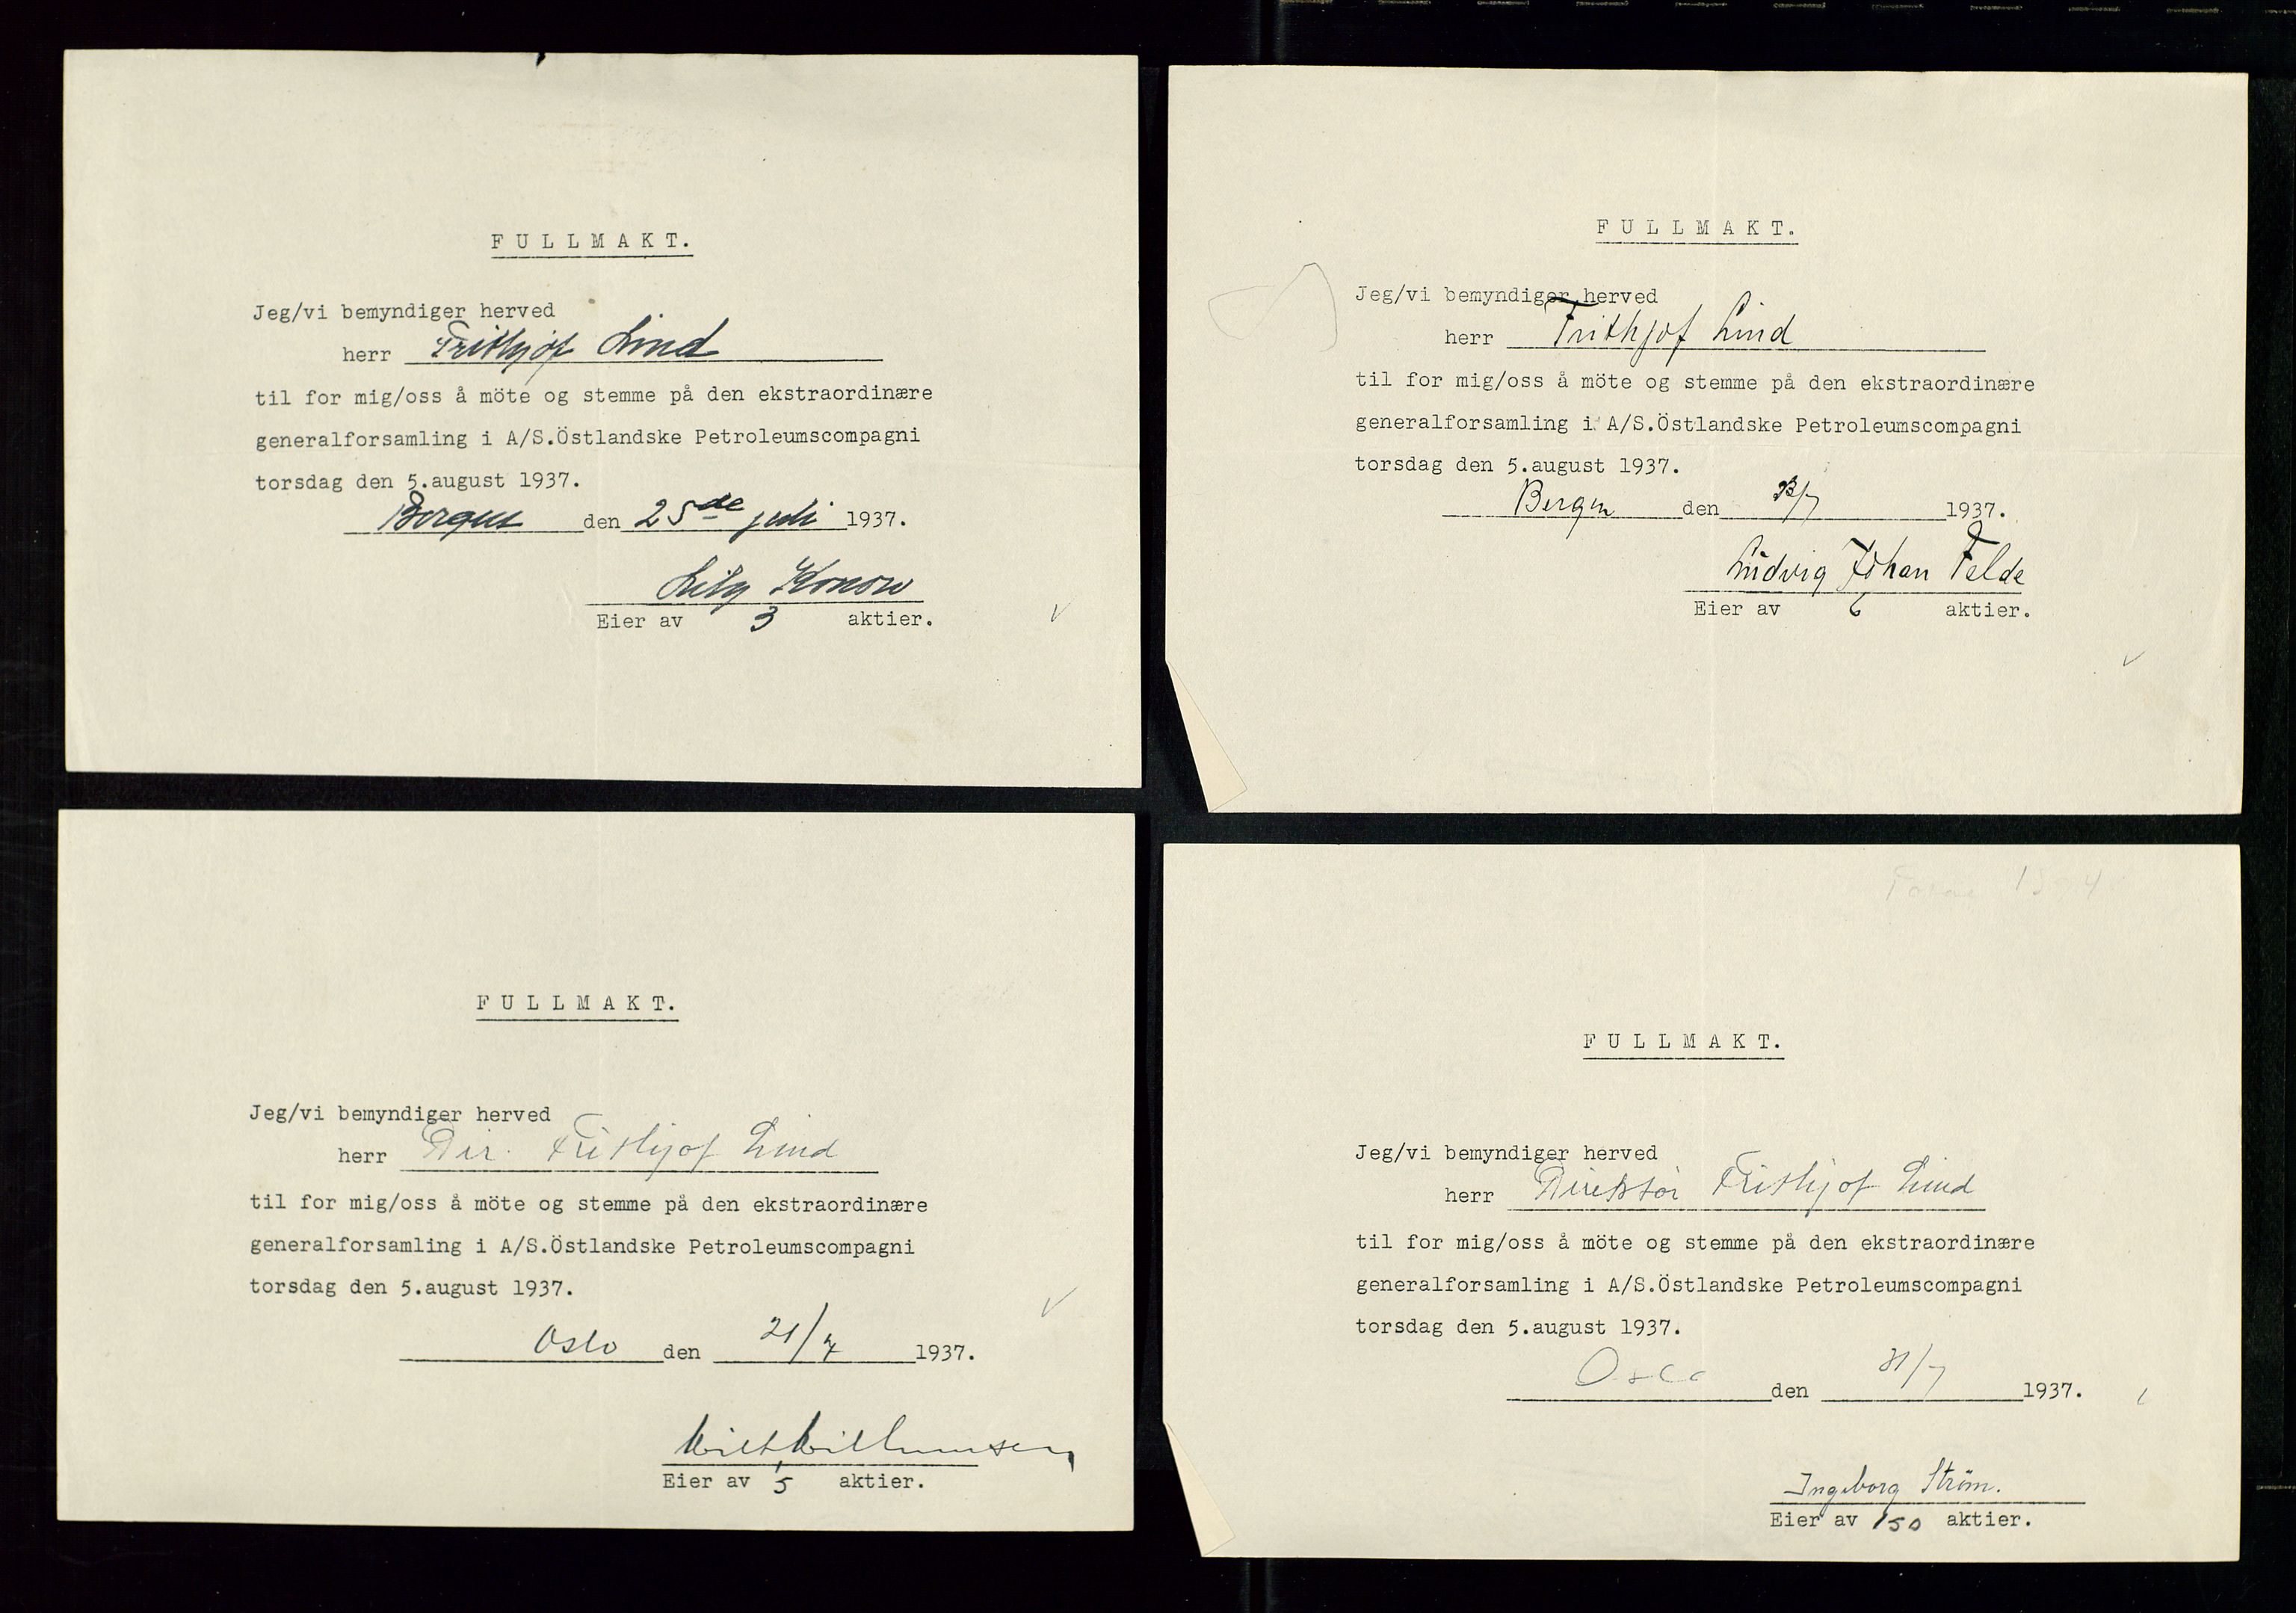 FULLMAKT.
Jeg/vi bemyndiger herved
herr Frithjof Lind
til for mig/oss å möte og stemme på den ekstraordinære
generalforsamling i A/S.Östlandske Petroleumscompagni
torsdag den 5.august 1937.
Bergen den 25de juli 1937.
Lily Konow
Eier av 3 aktier.
FULLMAKT.
Jeg/vi bemyndiger herved
herr Frithjof Lind
til for mig/oss å möte og stemme på den ekstraordinære
generalforsamling i A/S.Östlandske Petroleumscompagni
torsdag den 5.august 1937.
Bergen den 1937.
Ludvig Johan Felde
Eier av 6 aktier.
FULLMAKT.
Jeg/vi bemyndiger herved
herr Dir. Frithjof Lind
til for mig/oss å möte og stemme på den ekstraordinære
generalforsamling i A/S.Östlandske Petroleumscompagni
torsdag den 5.august 1937.
Oslo den 21/7 1937.
Eier av 5 aktier.
FULLMAKT.
Jeg/vi bemyndiger herved
herr Direktör Frithjof Lind
til for mig/oss å möte og stemme på den ekstraordinære
generalforsamling i A/S.Östlandske Petroleumscompagni
torsdag den 5.august 1937.
Oslo den 31/7 1937.
Ingeborg Ström.
Eier av 150 aktier.